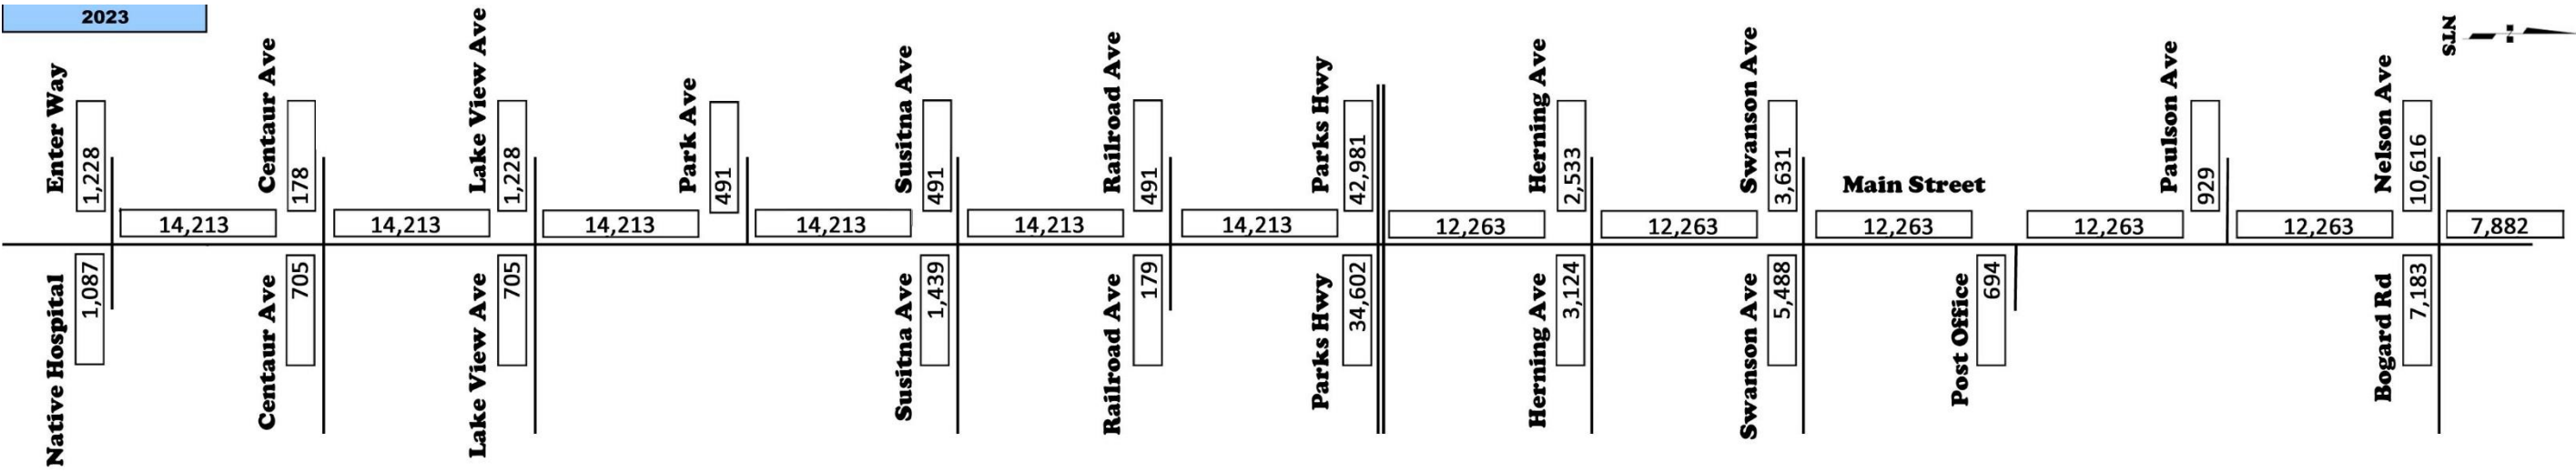 2023
NTS
Enter Way
1,228
Centaur Ave
178
Lake View Ave
1,228
Park Ave
491
Susitna Ave
491
Railroad Ave
491
Parks Hwy
42,981
Herning Ave
2,533
Swanson Ave
3,631
Main Street
Paulson Ave
929
Nelson Ave
10,616
14,213
14,213
14,213
14,213
14,213
14,213
12,263
12,263
12,263
12,263
12,263
7,882
Native Hospital
1,087
Centaur Ave
705
Lake View Ave
705
Susitna Ave
1,439
Railroad Ave
179
Parks Hwy
34,602
Herning Ave
3,124
Swanson Ave
5,488
Post Office
694
Bogard Rd
7,183